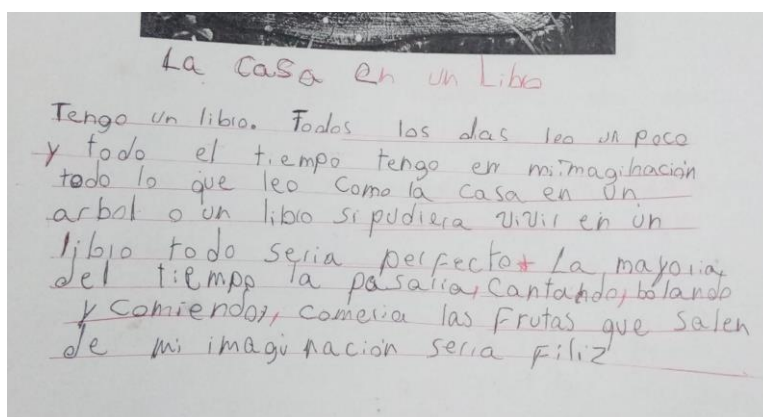 La casa en un Libro
Tengo un libro. Todos los dias leo un poco
y todo el tiempo tengo en mi imaginación
todo lo que leo Como la casa en un
arbol o un libro si pudiera vivir en un
libro todo seria perfecto. La mayoria,
del tiempo la pasaria, Cantando, bolando
y Comiendo, comeria las Frutas que salen
de mi imaginación seria Filiz